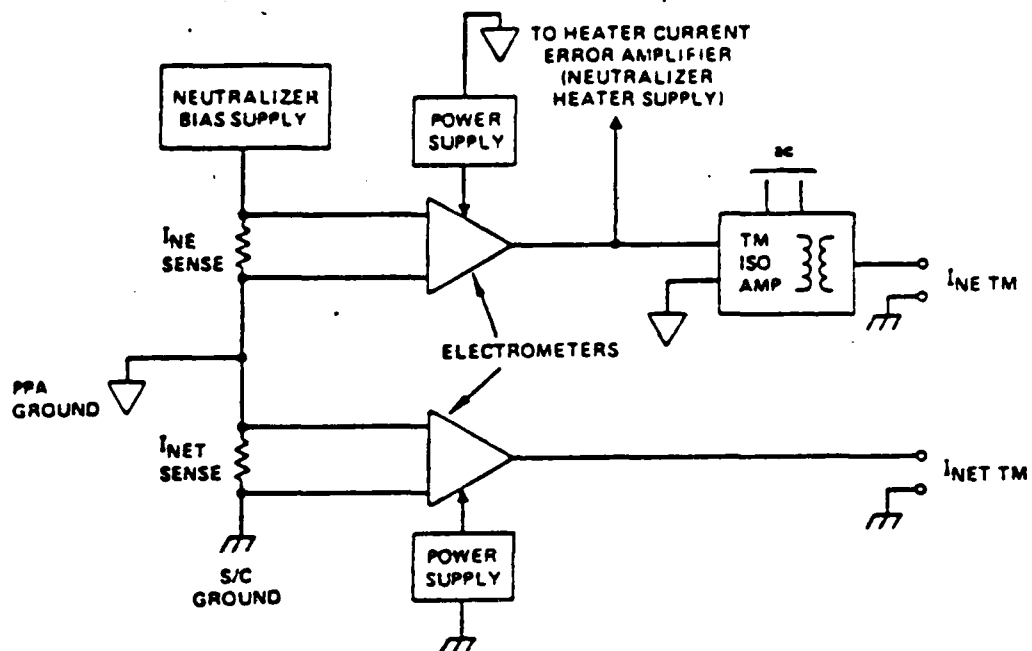 TO HEATER CURRENT
ERROR AMPLIFIER
(NEUTRALIZER
HEATER SUPPLY)
NEUTRALIZER
BIAS SUPPLY
POWER
SUPPLY
ac
INE
SENSE
TM
ISO
AMP
INE TM
ELECTROMETERS
PPA
GROUND
INET
SENSE
INET TM
POWER
SUPPLY
S/C
GROUND